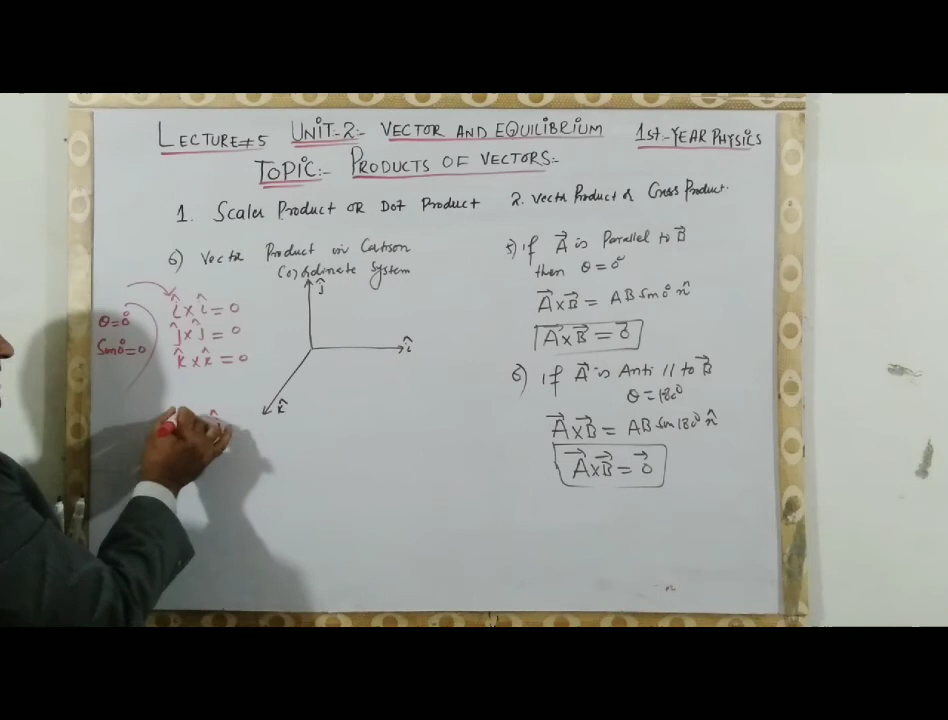 LECTURE#5 UNIT-2:- VECTOR AND EQUILIBRIUM 1st-YEAR PHYSICS
TOPIC:- PRODUCTS OF VECTORS:-
1. Scaler Product OR Dot Product 2. Vector Product or Cross Product.
6) Vector Product in Cartison
Coordinate System
ĵ
î
k̂
θ=0°
Sin0°=0
î × î = 0
ĵ × ĵ = 0
k̂ × k̂ = 0
5) if A⃗ is Parallel to B⃗
then θ = 0°
A⃗×B⃗ = AB Sin0° n̂
A⃗×B⃗ = 0⃗
6) if A⃗ is Anti // to B⃗
θ = 180°
A⃗×B⃗ = AB Sin180° n̂
A⃗×B⃗ = 0⃗